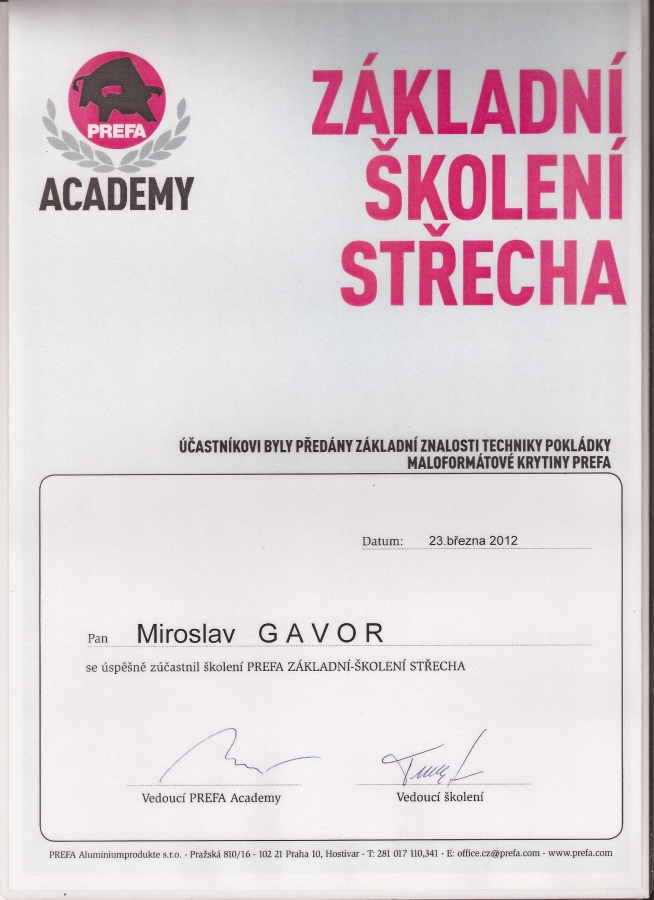 PREFA
ACADEMY
ZÁKLADNÍ
ŠKOLENÍ
STŘECHA
ÚČASTNÍKOVI BYLY PŘEDÁNY ZÁKLADNÍ ZNALOSTI TECHNIKY POKLÁDKY
MALOFORMÁTOVÉ KRYTINY PREFA
Datum: 23.března 2012
Pan Miroslav GAVOR
se úspěšně zúčastnil školení PREFA ZÁKLADNÍ-ŠKOLENÍ STŘECHA
Vedoucí PREFA Academy
Vedoucí školení
PREFA Aluminiumprodukte s.r.o. - Pražská 810/16 - 102 21 Praha 10, Hostivar - T: 281 017 110,341 - E: office.cz@prefa.com - www.prefa.com